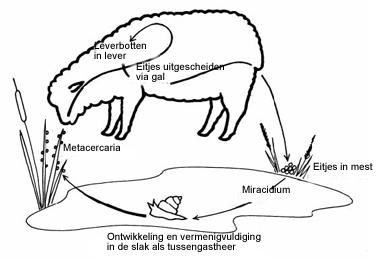 Leverbotten
in lever
Eitjes uitgescheiden
via gal
Metacercaria
Eitjes in mest
Miracidium
Ontwikkeling en vermenigvuldiging
in de slak als tussengastheer